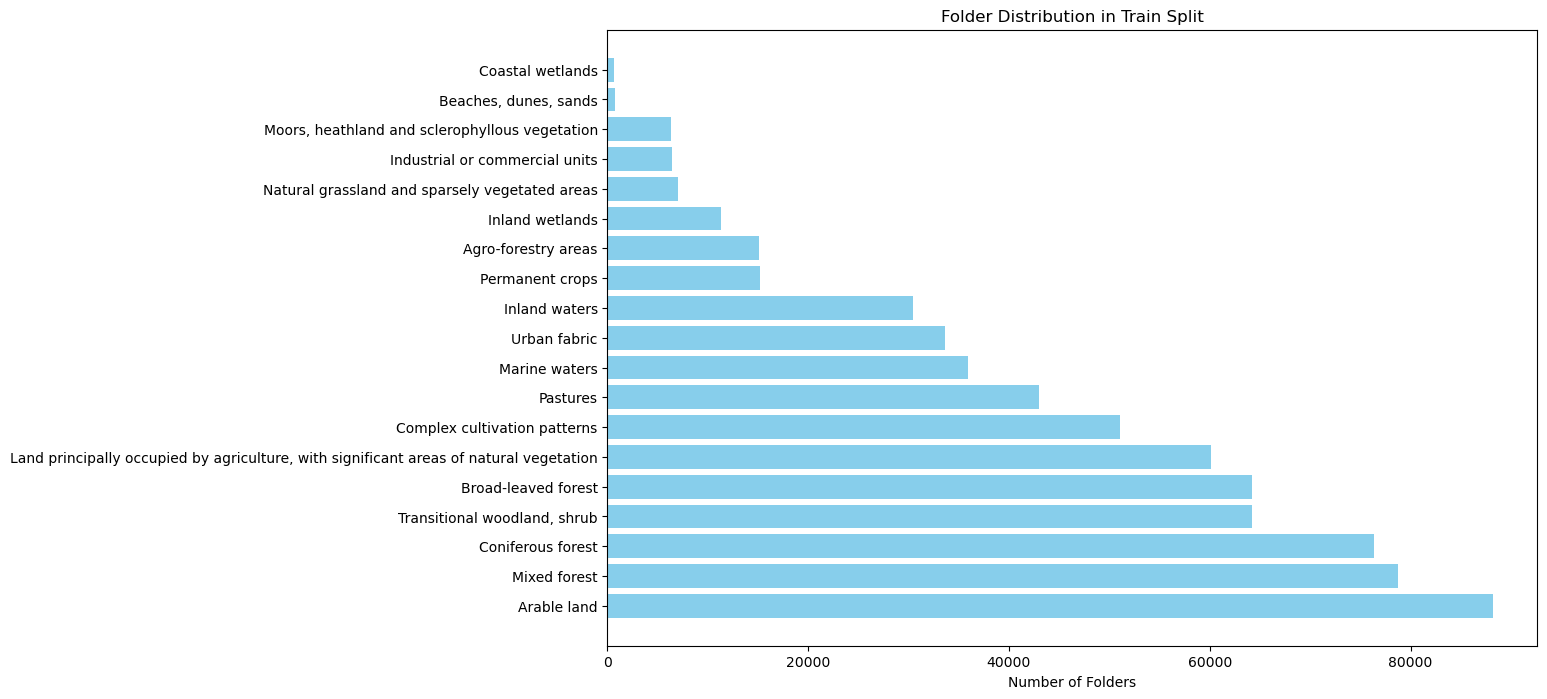 Folder Distribution in Train Split
Coastal wetlands
Beaches, dunes, sands
Moors, heathland and sclerophyllous vegetation
Industrial or commercial units
Natural grassland and sparsely vegetated areas
Inland wetlands
Agro-forestry areas
Permanent crops
Inland waters
Urban fabric
Marine waters
Pastures
Complex cultivation patterns
Land principally occupied by agriculture, with significant areas of natural vegetation
Broad-leaved forest
Transitional woodland, shrub
Coniferous forest
Mixed forest
Arable land
0 20000 40000 60000 80000
Number of Folders